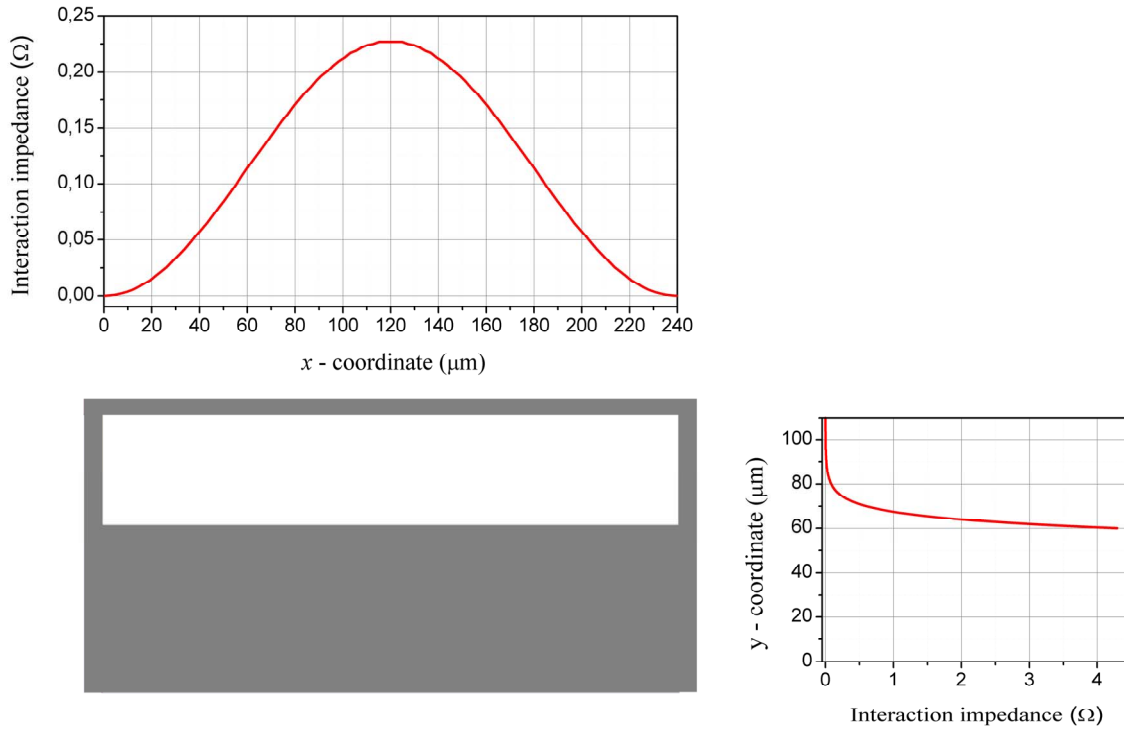 Interaction impedance (Ω)
0,25
0,20
0,15
0,10
0,05
0,00
0 20 40 60 80 100 120 140 160 180 200 220 240
x - coordinate (μm)
y - coordinate (μm)
100
80
60
40
20
0
0 1 2 3 4
Interaction impedance (Ω)